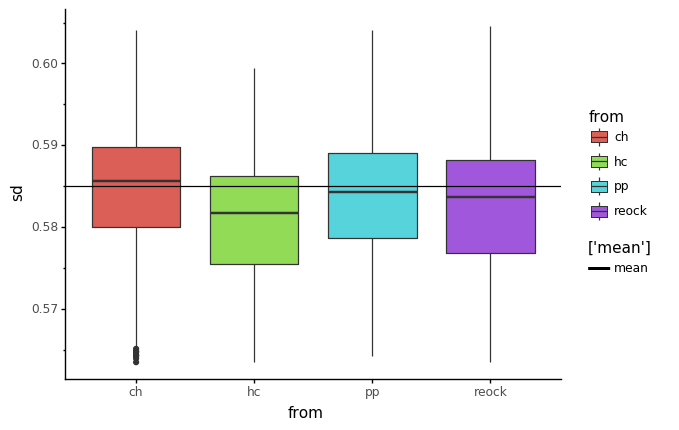 0.60
0.59
0.58
0.57
sd
ch
hc
pp
reock
from
from
ch
hc
pp
reock
['mean']
mean